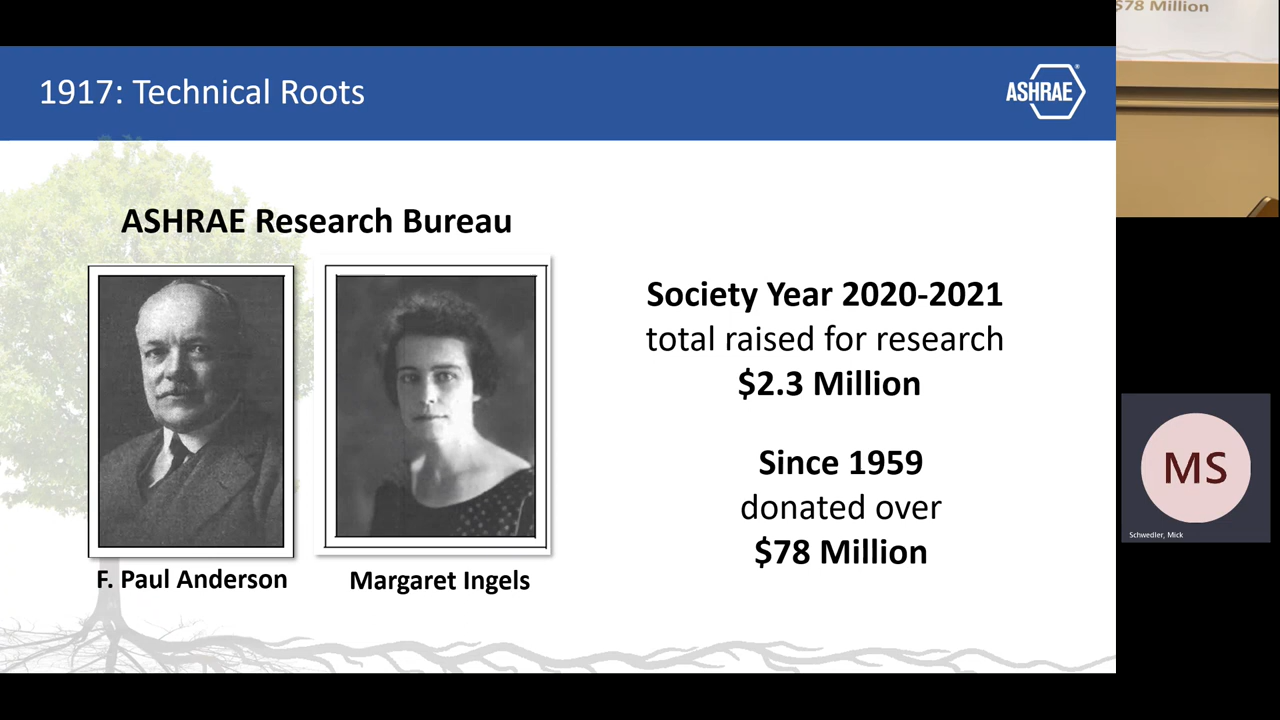 1917: Technical Roots
ASHRAE®
ASHRAE Research Bureau
F. Paul Anderson
Margaret Ingels
Society Year 2020-2021
total raised for research
$2.3 Million
Since 1959
donated over
$78 Million
$78 Million
MS
Schwedler, Mick